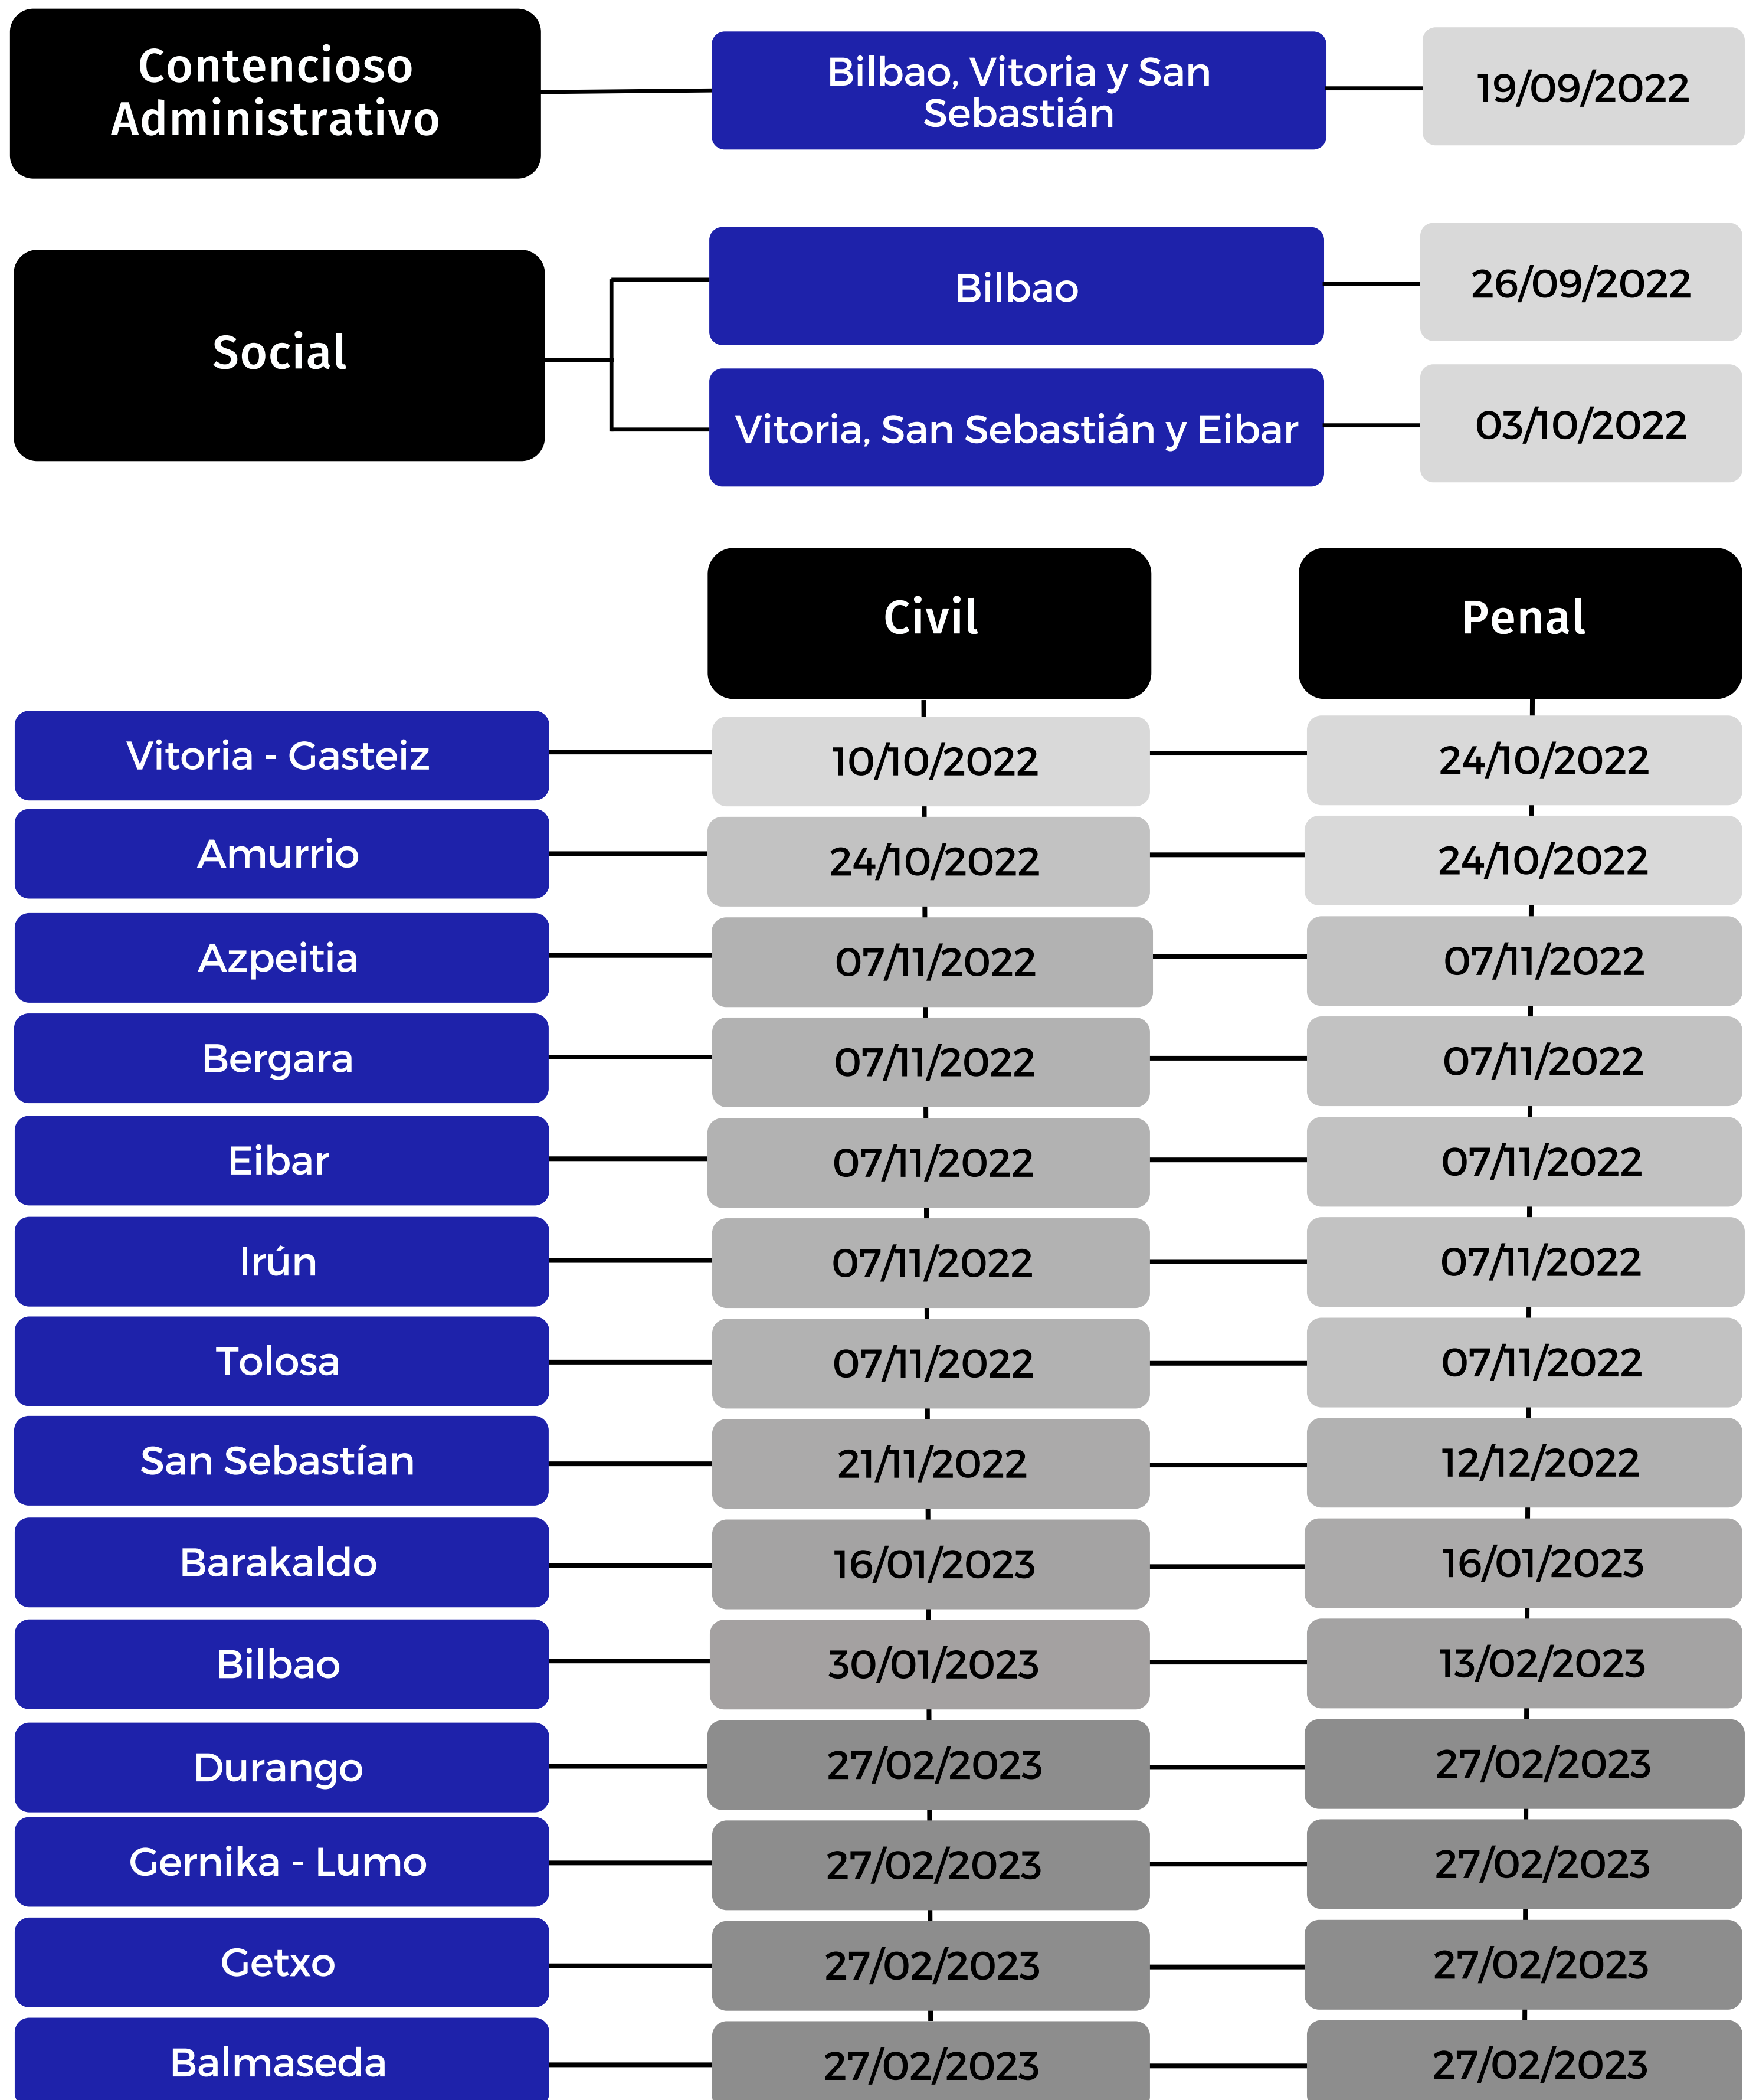 Contencioso
Administrativo
Bilbao, Vitoria y San
Sebastián
19/09/2022
Social
Bilbao
26/09/2022
Vitoria, San Sebastián y Eibar
03/10/2022
Civil
Penal
Vitoria - Gasteiz
10/10/2022
24/10/2022
Amurrio
24/10/2022
24/10/2022
Azpeitia
07/11/2022
07/11/2022
Bergara
07/11/2022
07/11/2022
Eibar
07/11/2022
07/11/2022
Irún
07/11/2022
07/11/2022
Tolosa
07/11/2022
07/11/2022
San Sebastían
21/11/2022
12/12/2022
Barakaldo
16/01/2023
16/01/2023
Bilbao
30/01/2023
13/02/2023
Durango
27/02/2023
27/02/2023
Gernika - Lumo
27/02/2023
27/02/2023
Getxo
27/02/2023
27/02/2023
Balmaseda
27/02/2023
27/02/2023